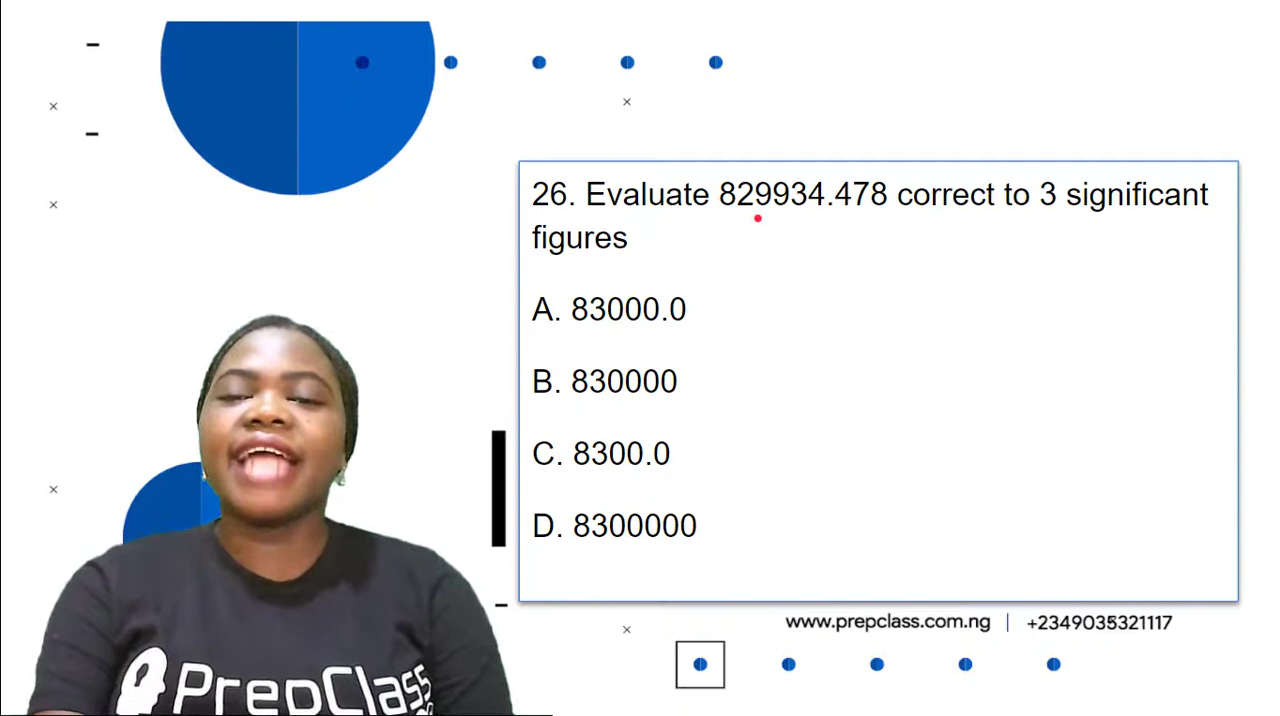 26. Evaluate 829934.478 correct to 3 significant
figures
A. 83000.0
B. 830000
C. 8300.0
D. 8300000
www.prepclass.com.ng | +2349035321117
PrepClass